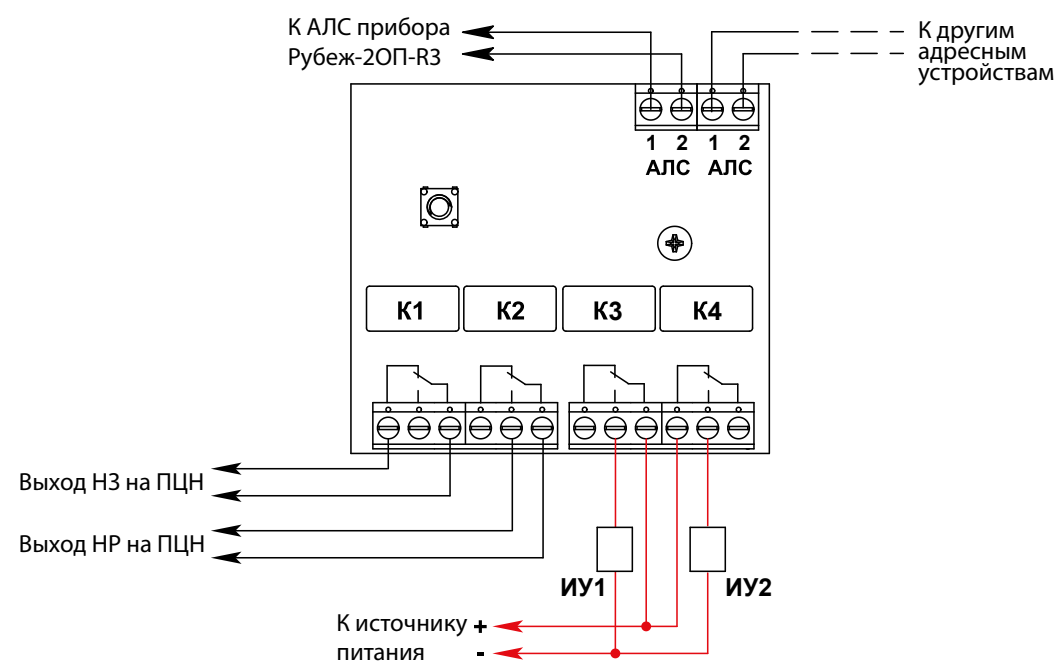 К АЛС прибора
Рубеж-2ОП-R3
К другим
адресным
устройствам
1 2 1 2
АЛС АЛС
К1 К2 К3 К4
Выход НЗ на ПЦН
Выход НР на ПЦН
ИУ1 ИУ2
К источнику +
питания -